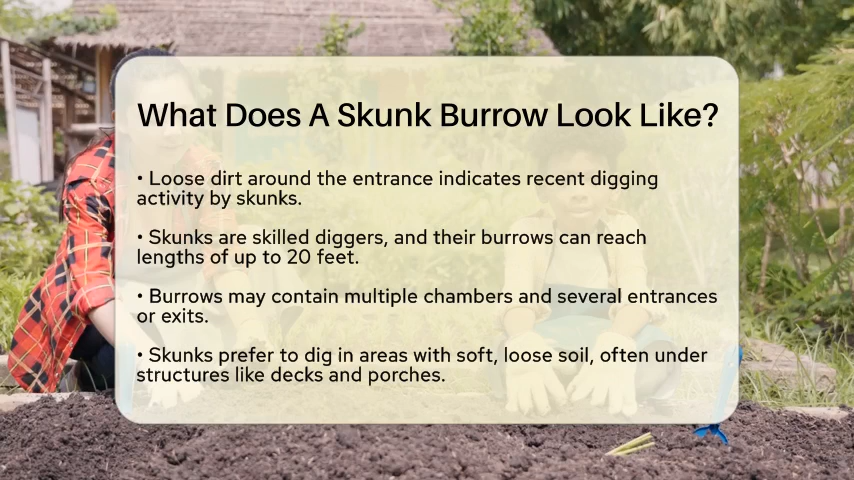 What Does A Skunk Burrow Look Like?
• Loose dirt around the entrance indicates recent digging
activity by skunks.
• Skunks are skilled diggers, and their burrows can reach
lengths of up to 20 feet.
• Burrows may contain multiple chambers and several entrances
or exits.
• Skunks prefer to dig in areas with soft, loose soil, often under
structures like decks and porches.